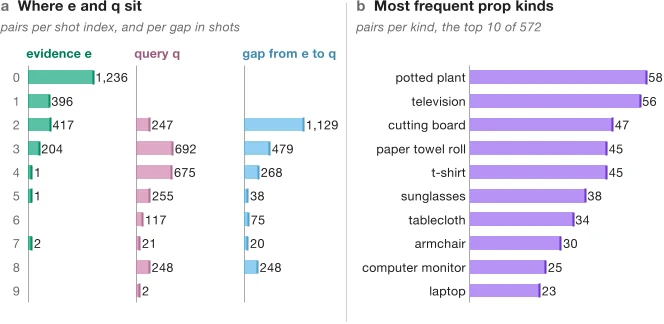 a Where e and q sit
pairs per shot index, and per gap in shots
evidence e query q gap from e to q
0 1,236
1 396
2 417 247 1,129
3 204 692 479
4 1 675 268
5 1 255 38
6 117 75
7 2 21 20
8 248 248
9 2
b Most frequent prop kinds
pairs per kind, the top 10 of 572
potted plant 58
television 56
cutting board 47
paper towel roll 45
t-shirt 45
sunglasses 38
tablecloth 34
armchair 30
computer monitor 25
laptop 23